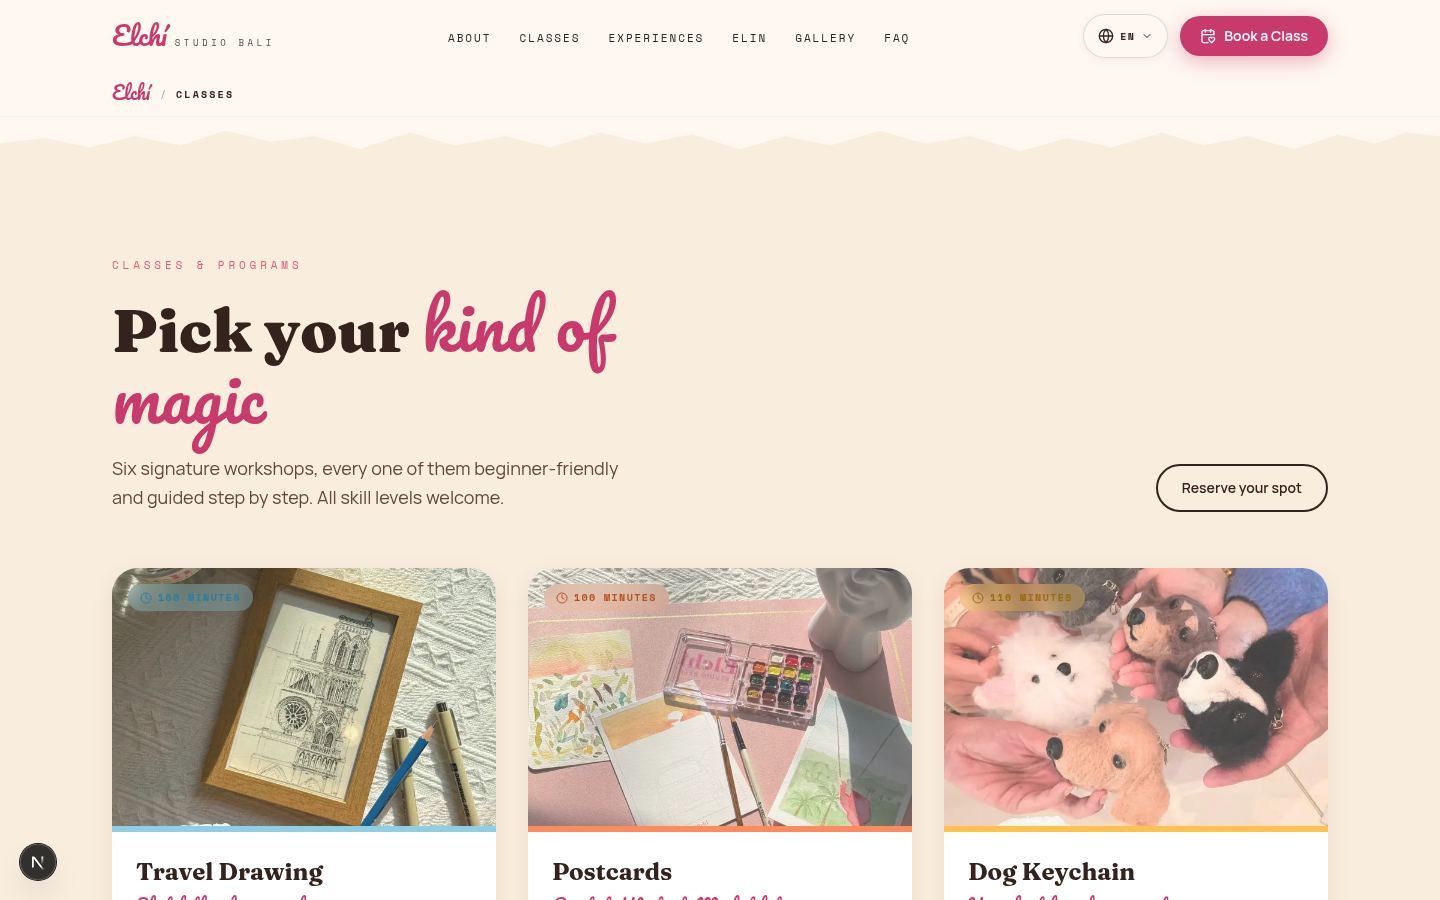 Elchí STUDIO BALI
ABOUT CLASSES EXPERIENCES ELIN GALLERY FAQ
EN
Book a Class
Elchí / CLASSES
CLASSES & PROGRAMS
Pick your kind of
magic
Six signature workshops, every one of them beginner-friendly
and guided step by step. All skill levels welcome.
Reserve your spot
100 MINUTES
100 MINUTES
110 MINUTES
Travel Drawing
Postcards
Dog Keychain